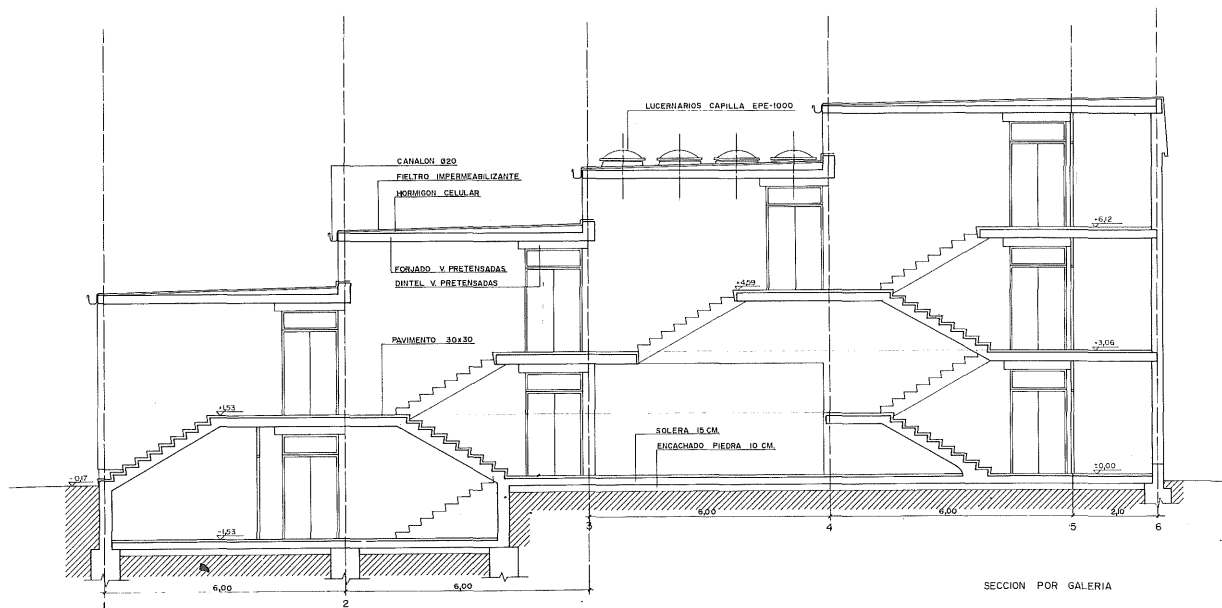 LUCERNARIOS CAPILLA EPE-1000
CANALON Ø20
FIELTRO IMPERMEABILIZANTE
HORMIGON CELULAR
+6,12
FORJADO V. PRETENSADAS
DINTEL V. PRETENSADAS
+4,59
PAVIMENTO 30x30
+3,06
+1,53
SOLERA 15 CM.
ENCACHADO PIEDRA 10 CM.
±0,00
-0,17
6,00
6,00
2,10
3
4
5
6
-1,53
6,00
6,00
2
SECCION POR GALERIA